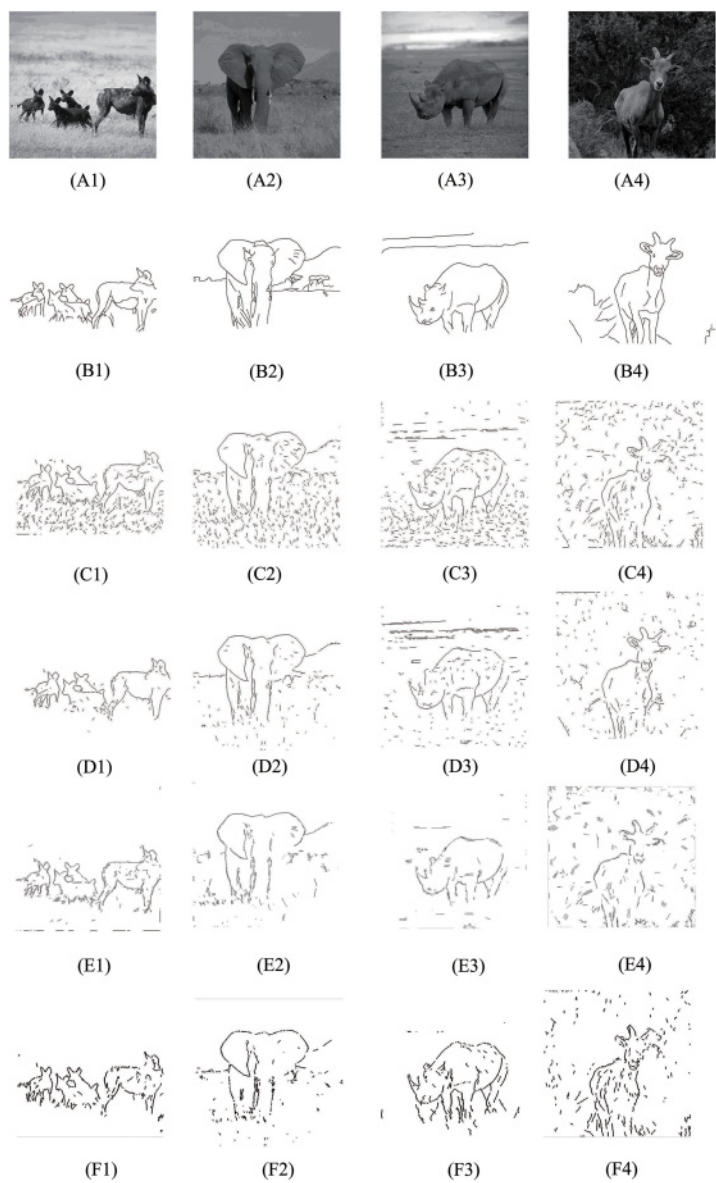 (A1) (A2) (A3) (A4)
(B1) (B2) (B3) (B4)
(C1) (C2) (C3) (C4)
(D1) (D2) (D3) (D4)
(E1) (E2) (E3) (E4)
(F1) (F2) (F3) (F4)